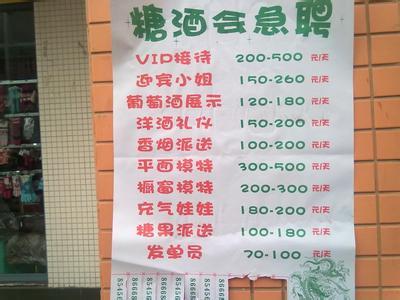 糖酒会急聘
VIP接待 200-500 元/天
迎宾小姐 150-260 元/天
葡萄酒展示 120-180 元/天
洋酒礼仪 150-200 元/天
香烟派送 100-200 元/天
平面模特 300-500 元/天
橱窗模特 200-300 元/天
充气娃娃 180-200 元/天
糖果派送 100-180 元/天
发单员 70-100 元/天